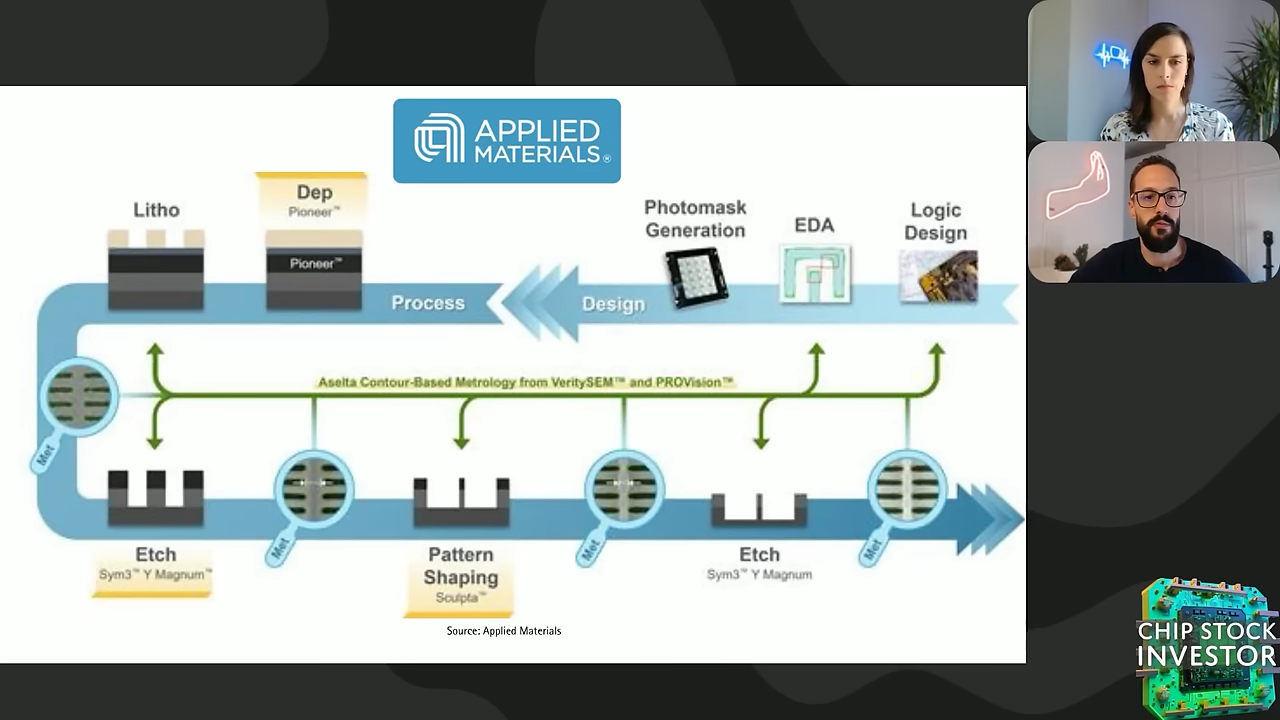 APPLIED
MATERIALS®
Litho
Dep
Pioneer™
Pioneer™
Photomask
Generation
EDA
Logic
Design
Process
Design
Aselta Contour-Based Metrology from VeritySEM™ and PROVision™
Met
Met
Met
Met
Etch
Sym3™ Y Magnum™
Pattern
Shaping
Sculpta™
Etch
Sym3™ Y Magnum
Source: Applied Materials
CHIP STOCK
INVESTOR